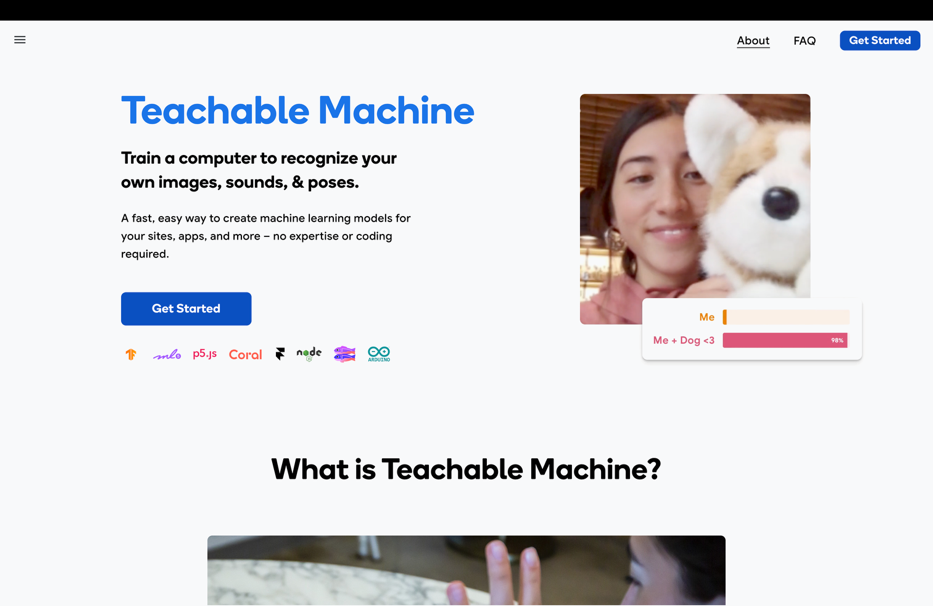 About
FAQ
Get Started
Teachable Machine
Train a computer to recognize your
own images, sounds, & poses.
A fast, easy way to create machine learning models for
your sites, apps, and more – no expertise or coding
required.
Get Started
ml5
p5.js
Coral
node
ARDUINO
Me
Me + Dog <3
98%
What is Teachable Machine?